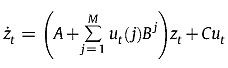 ż_t = (A + ∑_{j=1}^{M} u_t(j)B^j) z_t + Cu_t